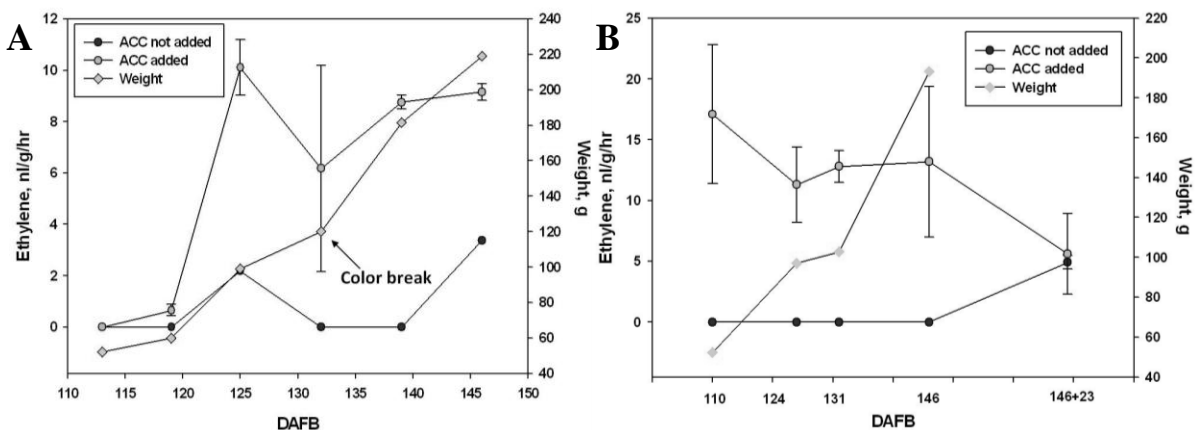 A
ACC not added
ACC added
Weight
Ethylene, nl/g/hr
12
10
8
6
4
2
0
240
220
200
180
160
140
120
100
80
60
40
Weight, g
Color break
110 115 120 125 130 135 140 145 150
DAFB
B
ACC not added
ACC added
Weight
Ethylene, nl/g/hr
25
20
15
10
5
0
220
200
180
160
140
120
100
80
60
40
Weight, g
110 124 131 146 146+23
DAFB